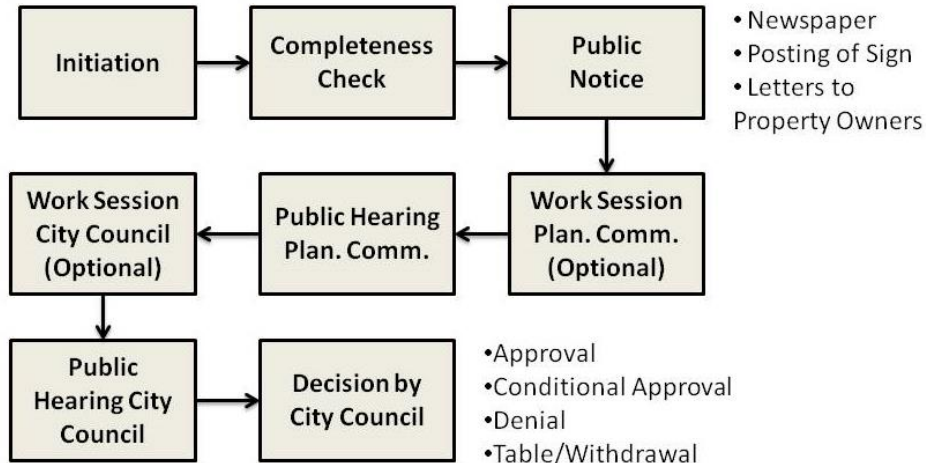 Initiation
Completeness
Check
Public
Notice
• Newspaper
• Posting of Sign
• Letters to
Property Owners
Work Session
City Council
(Optional)
Public Hearing
Plan. Comm.
Work Session
Plan. Comm.
(Optional)
Public
Hearing City
Council
Decision by
City Council
•Approval
•Conditional Approval
•Denial
•Table/Withdrawal